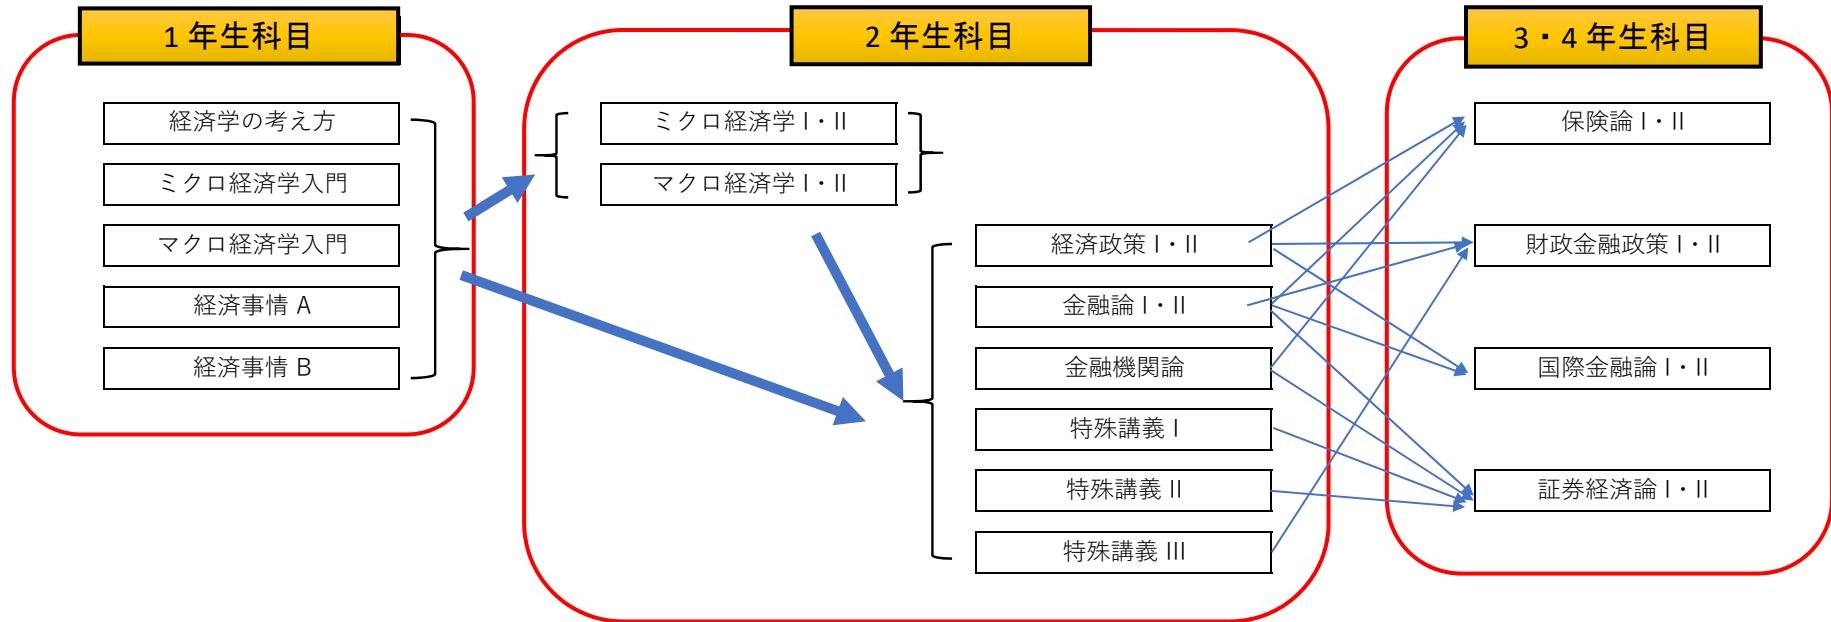 1 年生科目
経済学の考え方
ミクロ経済学入門
マクロ経済学入門
経済事情 A
経済事情 B
2 年生科目
ミクロ経済学 I・II
マクロ経済学 I・II
経済政策 I・II
金融論 I・II
金融機関論
特殊講義 I
特殊講義 II
特殊講義 III
3・4 年生科目
保険論 I・II
財政金融政策 I・II
国際金融論 I・II
証券経済論 I・II